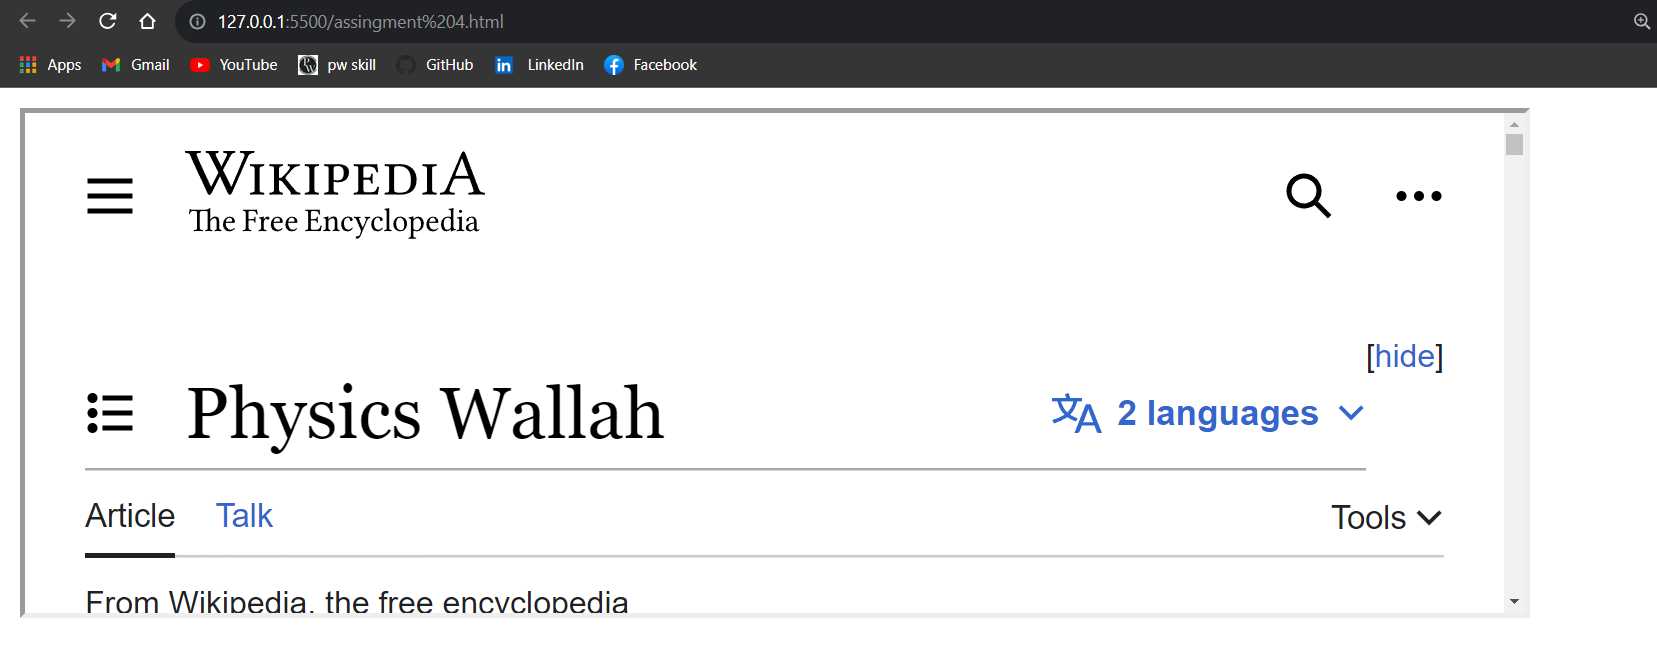 127.0.0.1:5500/assingment%204.html
Apps Gmail YouTube pw skill GitHub LinkedIn Facebook
WIKIPEDIA
The Free Encyclopedia
[hide]
Physics Wallah 2 languages
Article Talk Tools
From Wikipedia, the free encyclopedia